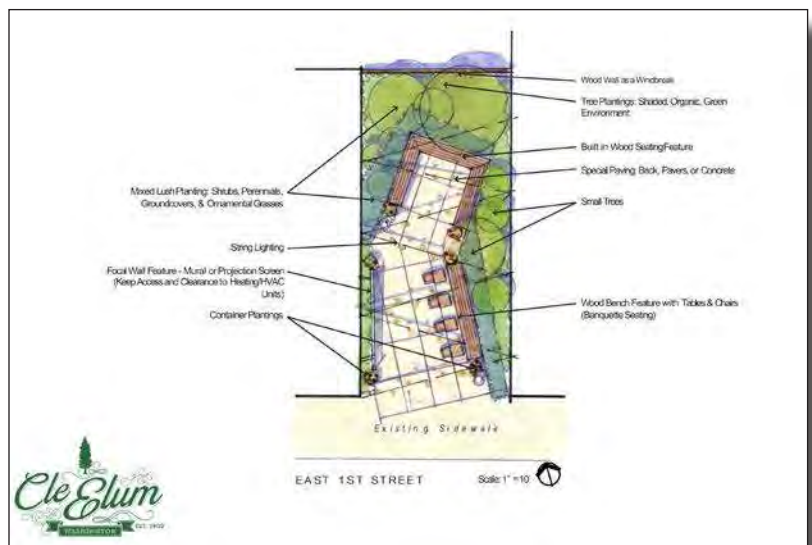 Wood Wall as a Windbreak
Tree Plantings: Shaded, Organic, Green
Environment
Built in Wood Seating Feature
Special Paving: Brick, Pavers, or Concrete
Small Trees
Mixed Lush Planting: Shrubs, Perennials,
Groundcovers, & Ornamental Grasses
String Lighting
Focal Wall Feature - Mural or Projection Screen
(Keep Access and Clearance to Heating/HVAC
Units)
Container Plantings
Wood Bench Feature with Tables & Chairs
(Banquette Seating)
Existing Sidewalk
EAST 1ST STREET
Scale: 1" = 10'
Cle Elum
WASHINGTON
EST. 1902